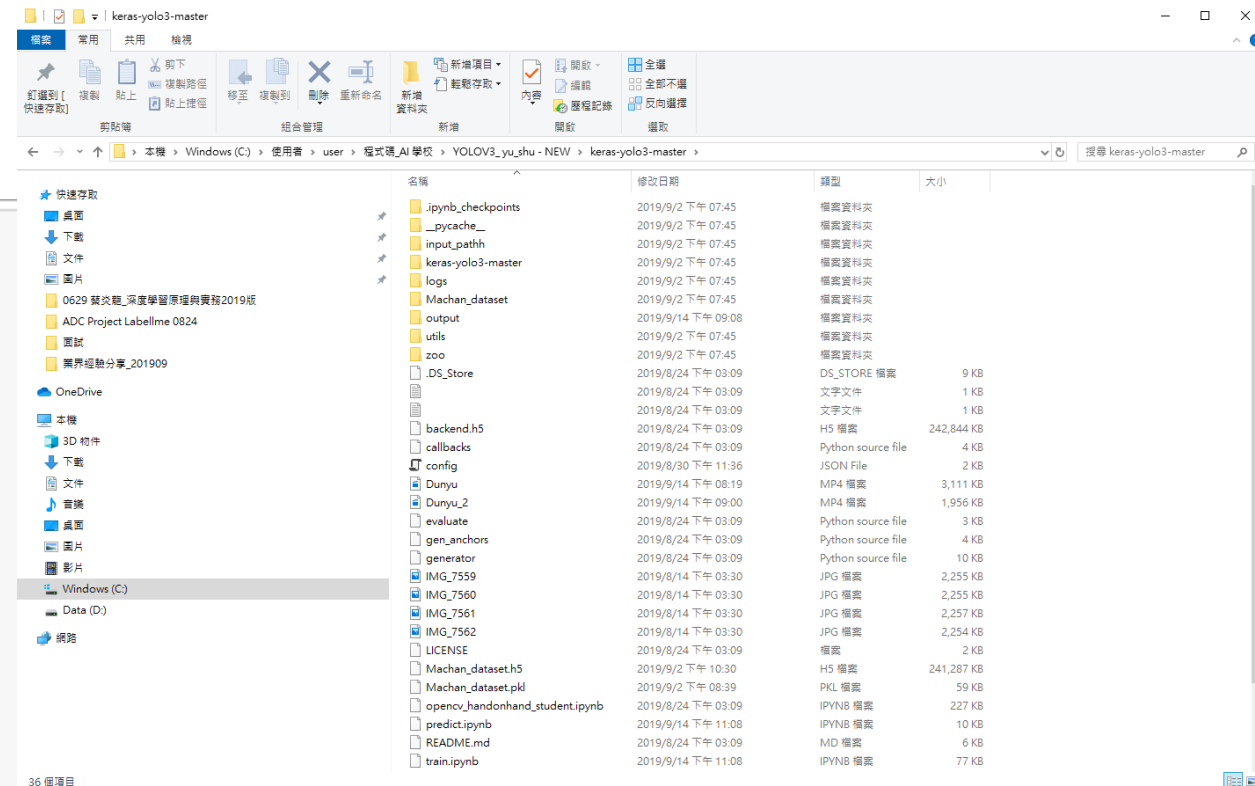 keras-yolo3-master
檔案 常用 共用 檢視
釘選到 [快速存取]
複製
貼上
剪下
複製路徑
貼上捷徑
移至
複製到
刪除
重新命名
新增資料夾
新增項目
輕鬆存取
內容
開啟
編輯
歷程記錄
全選
全部不選
反向選擇
剪貼簿 組合管理 新增 開啟 選取
本機 › Windows (C:) › 使用者 › user › 程式碼_AI 學校 › YOLOV3_yu_shu - NEW › keras-yolo3-master ›
搜尋 keras-yolo3-master
快速存取
桌面
下載
文件
圖片
0629 蔡炎龍_深度學習原理與實務2019版
ADC Project Labellme 0824
面試
業界經驗分享_201909
OneDrive
本機
3D 物件
下載
文件
音樂
桌面
圖片
影片
Windows (C:)
Data (D:)
網路
名稱 修改日期 類型 大小
.ipynb_checkpoints 2019/9/2 下午 07:45 檔案資料夾
__pycache__ 2019/9/2 下午 07:45 檔案資料夾
input_pathh 2019/9/2 下午 07:45 檔案資料夾
keras-yolo3-master 2019/9/2 下午 07:45 檔案資料夾
logs 2019/9/2 下午 07:45 檔案資料夾
Machan_dataset 2019/9/2 下午 07:45 檔案資料夾
output 2019/9/14 下午 09:08 檔案資料夾
utils 2019/9/2 下午 07:45 檔案資料夾
zoo 2019/9/2 下午 07:45 檔案資料夾
.DS_Store 2019/8/24 下午 03:09 DS_STORE 檔案 9 KB
2019/8/24 下午 03:09 文字文件 1 KB
2019/8/24 下午 03:09 文字文件 1 KB
backend.h5 2019/8/24 下午 03:09 H5 檔案 242,844 KB
callbacks 2019/8/24 下午 03:09 Python source file 4 KB
config 2019/8/30 下午 11:36 JSON File 2 KB
Dunyu 2019/9/14 下午 08:19 MP4 檔案 3,111 KB
Dunyu_2 2019/9/14 下午 09:00 MP4 檔案 1,956 KB
evaluate 2019/8/24 下午 03:09 Python source file 3 KB
gen_anchors 2019/8/24 下午 03:09 Python source file 4 KB
generator 2019/8/24 下午 03:09 Python source file 10 KB
IMG_7559 2019/8/14 下午 03:30 JPG 檔案 2,255 KB
IMG_7560 2019/8/14 下午 03:30 JPG 檔案 2,255 KB
IMG_7561 2019/8/14 下午 03:30 JPG 檔案 2,257 KB
IMG_7562 2019/8/14 下午 03:30 JPG 檔案 2,254 KB
LICENSE 2019/8/24 下午 03:09 檔案 2 KB
Machan_dataset.h5 2019/9/2 下午 10:30 H5 檔案 241,287 KB
Machan_dataset.pkl 2019/9/2 下午 08:39 PKL 檔案 59 KB
opencv_handonhand_student.ipynb 2019/8/24 下午 03:09 IPYNB 檔案 227 KB
predict.ipynb 2019/9/14 下午 11:08 IPYNB 檔案 10 KB
README.md 2019/8/24 下午 03:09 MD 檔案 6 KB
train.ipynb 2019/9/14 下午 11:08 IPYNB 檔案 77 KB
36 個項目